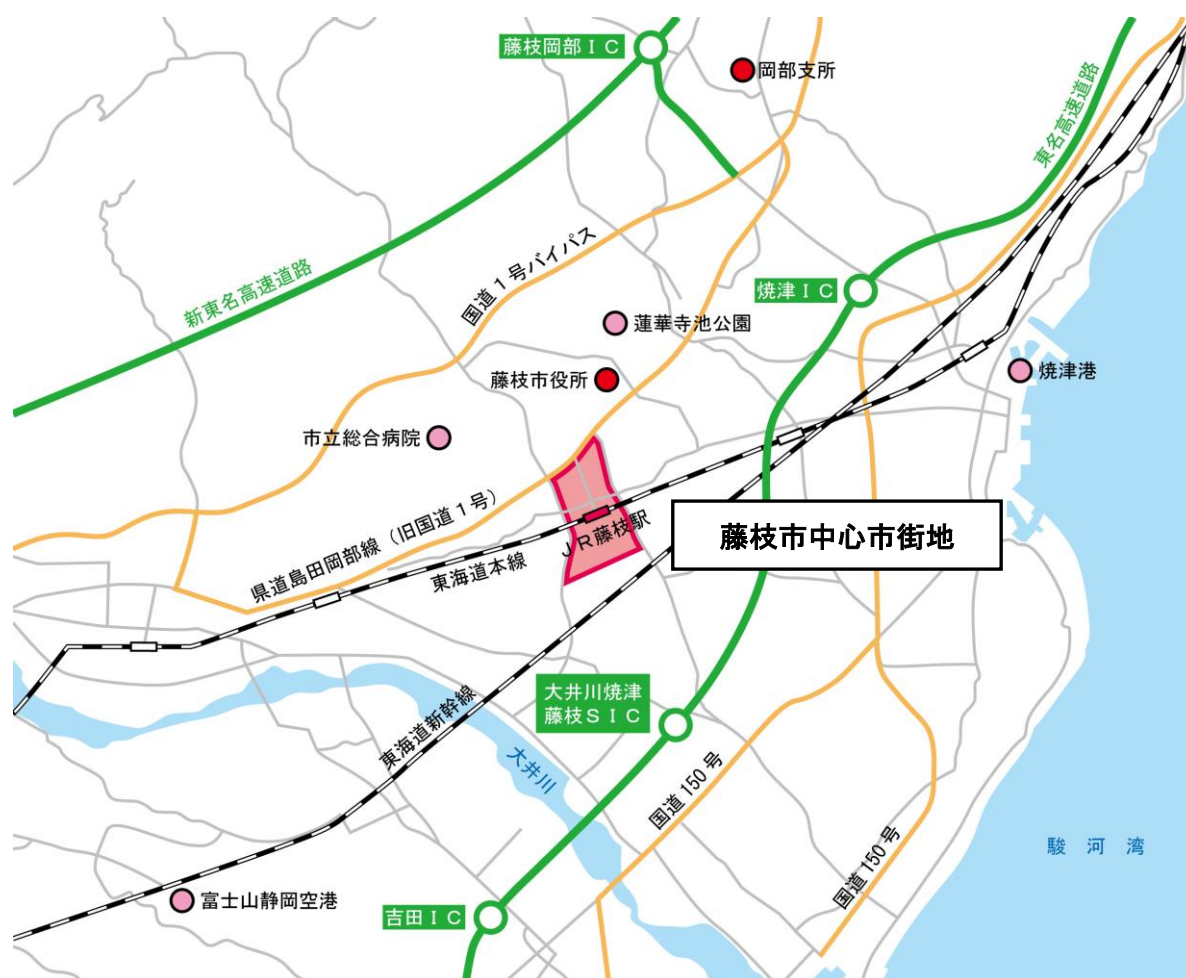 藤枝岡部ＩＣ
岡部支所
東名高速道路
新東名高速道路
国道１号バイパス
焼津ＩＣ
蓮華寺池公園
藤枝市役所
焼津港
市立総合病院
県道島田岡部線（旧国道１号）
東海道本線
ＪＲ藤枝駅
藤枝市中心市街地
大井川焼津
藤枝ＳＩＣ
東海道新幹線
大井川
国道150号
国道150号
駿河湾
富士山静岡空港
吉田ＩＣ